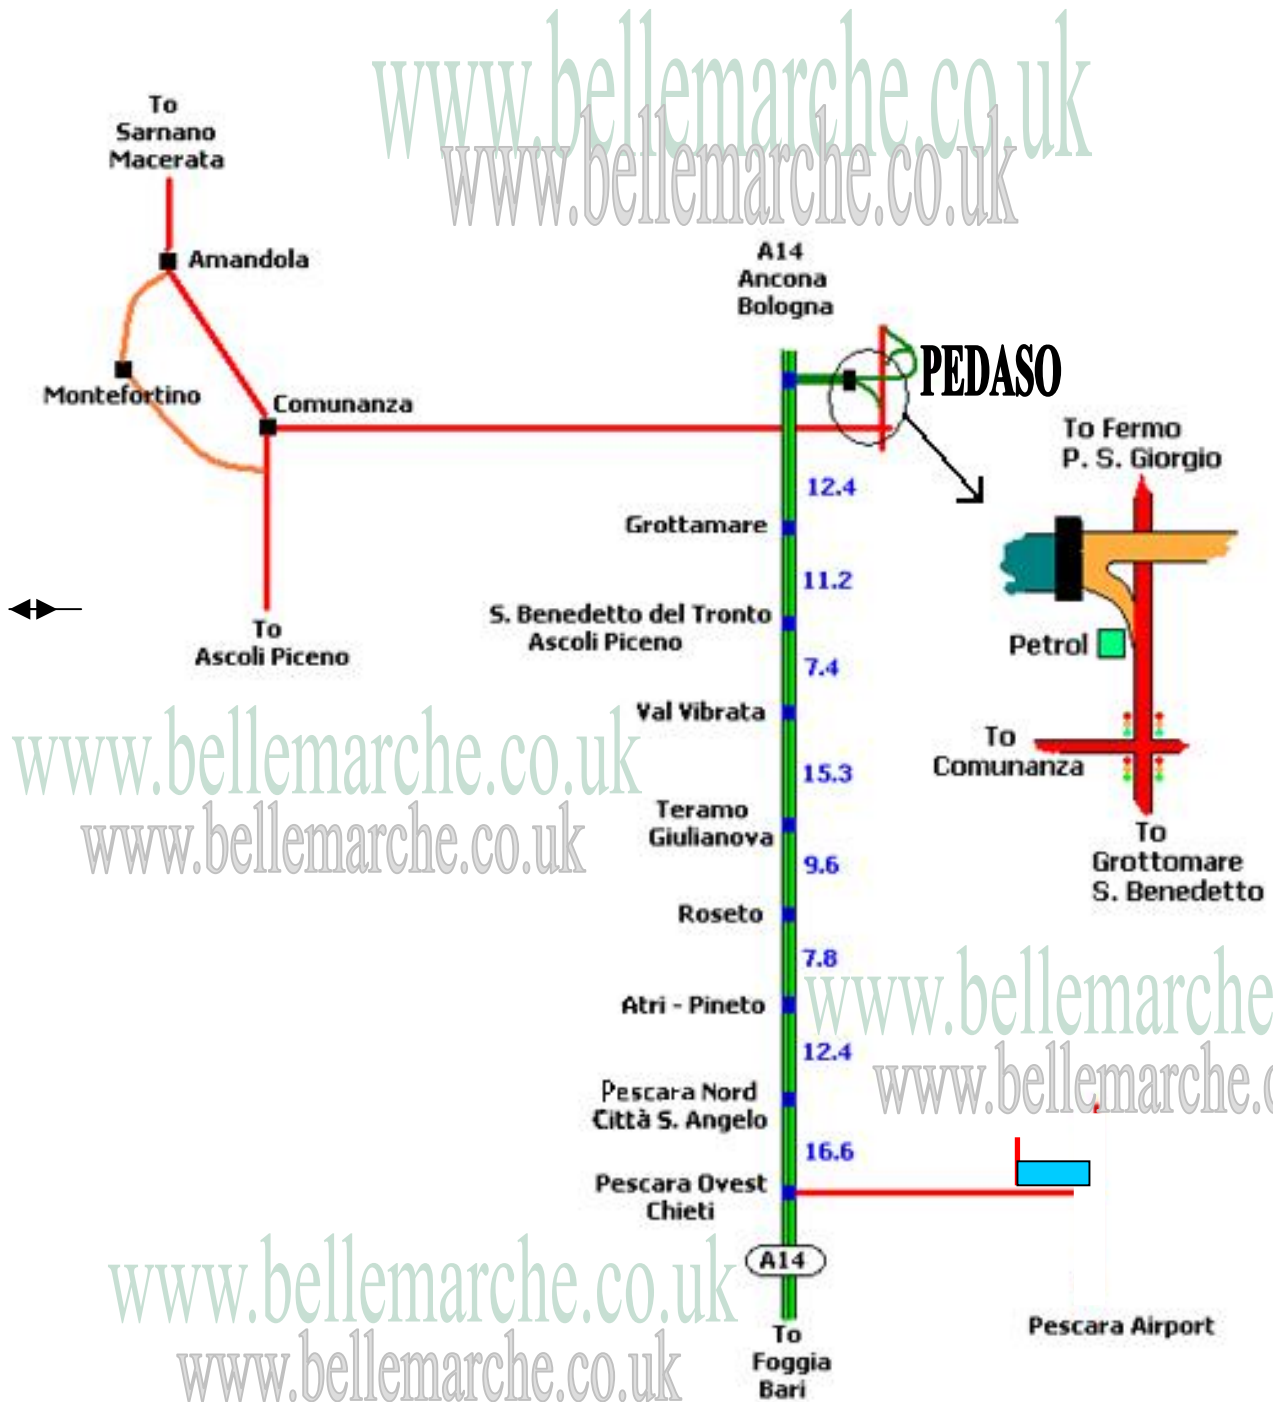 www.bellemarche.co.uk
www.bellemarche.co.uk
To
Sarnano
Macerata
Amandola
Montefortino
Comunanza
To
Ascoli Piceno
A14
Ancona
Bologna
PEDASO
To Fermo
P. S. Giorgio
Petrol
To
Comunanza
To
Grottomare
S. Benedetto
12.4
Grottamare
11.2
S. Benedetto del Tronto
Ascoli Piceno
7.4
Val Vibrata
15.3
www.bellemarche.co.uk
www.bellemarche.co.uk
Teramo
Giulianova
9.6
Roseto
7.8
Atri - Pineto
www.bellemarche
www.bellemarche.c
12.4
Pescara Nord
Città S. Angelo
16.6
Pescara Ovest
Chieti
A14
To
Foggia
Bari
Pescara Airport
www.bellemarche.co.uk
www.bellemarche.co.uk